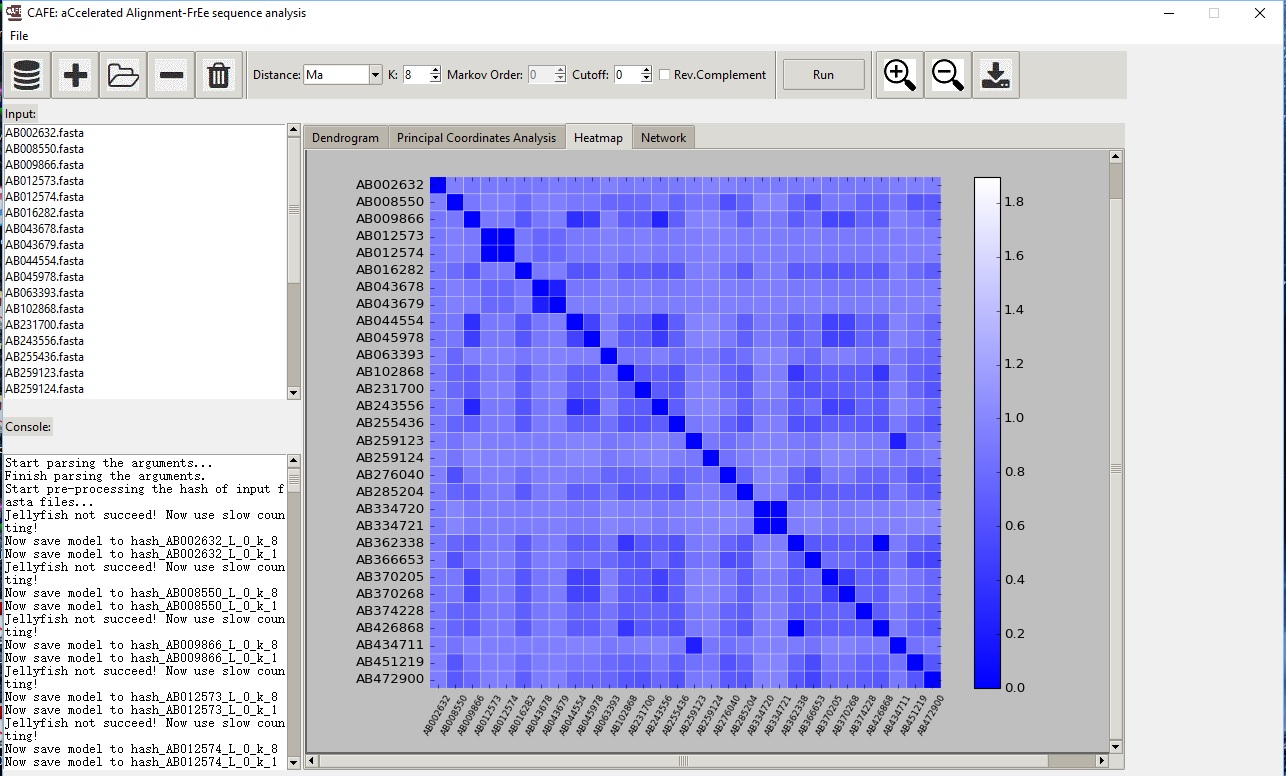 CAFE: aCcelerated Alignment-FrEe sequence analysis
File
Distance: Ma K: 8 Markov Order: 0 Cutoff: 0 Rev.Complement Run
Input:
AB002632.fasta
AB008550.fasta
AB009866.fasta
AB012573.fasta
AB012574.fasta
AB016282.fasta
AB043678.fasta
AB043679.fasta
AB044554.fasta
AB045978.fasta
AB063393.fasta
AB102868.fasta
AB231700.fasta
AB243556.fasta
AB255436.fasta
AB259123.fasta
AB259124.fasta
Console:
Start parsing the arguments...
Finish parsing the arguments.
Start pre-processing the hash of input f
asta files...
Jellyfish not succeed! Now use slow coun
ting!
Now save model to hash_AB002632_L_0_k_8
Now save model to hash_AB002632_L_0_k_1
Jellyfish not succeed! Now use slow coun
ting!
Now save model to hash_AB008550_L_0_k_8
Now save model to hash_AB008550_L_0_k_1
Jellyfish not succeed! Now use slow coun
ting!
Now save model to hash_AB009866_L_0_k_8
Now save model to hash_AB009866_L_0_k_1
Jellyfish not succeed! Now use slow coun
ting!
Now save model to hash_AB012573_L_0_k_8
Now save model to hash_AB012573_L_0_k_1
Jellyfish not succeed! Now use slow coun
ting!
Now save model to hash_AB012574_L_0_k_8
Now save model to hash_AB012574_L_0_k_1
Dendrogram Principal Coordinates Analysis Heatmap Network
AB002632
AB008550
AB009866
AB012573
AB012574
AB016282
AB043678
AB043679
AB044554
AB045978
AB063393
AB102868
AB231700
AB243556
AB255436
AB259123
AB259124
AB276040
AB285204
AB334720
AB334721
AB362338
AB366653
AB370205
AB370268
AB374228
AB426868
AB434711
AB451219
AB472900
AB002632 AB008550 AB009866 AB012573 AB012574 AB016282 AB043678 AB043679 AB044554 AB045978 AB063393 AB102868 AB231700 AB243556 AB255436 AB259123 AB259124 AB276040 AB285204 AB334720 AB334721 AB362338 AB366653 AB370205 AB370268 AB374228 AB426868 AB434711 AB451219 AB472900
1.8
1.6
1.4
1.2
1.0
0.8
0.6
0.4
0.2
0.0